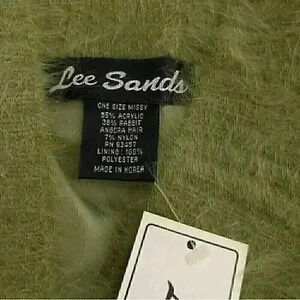 Lee Sands
ONE SIZE MISSY
55% ACRYLIC
38% RABBIT
ANGORA HAIR
7% NYLON
RN 93457
LINING : 100%
POLYESTER
MADE IN KOREA